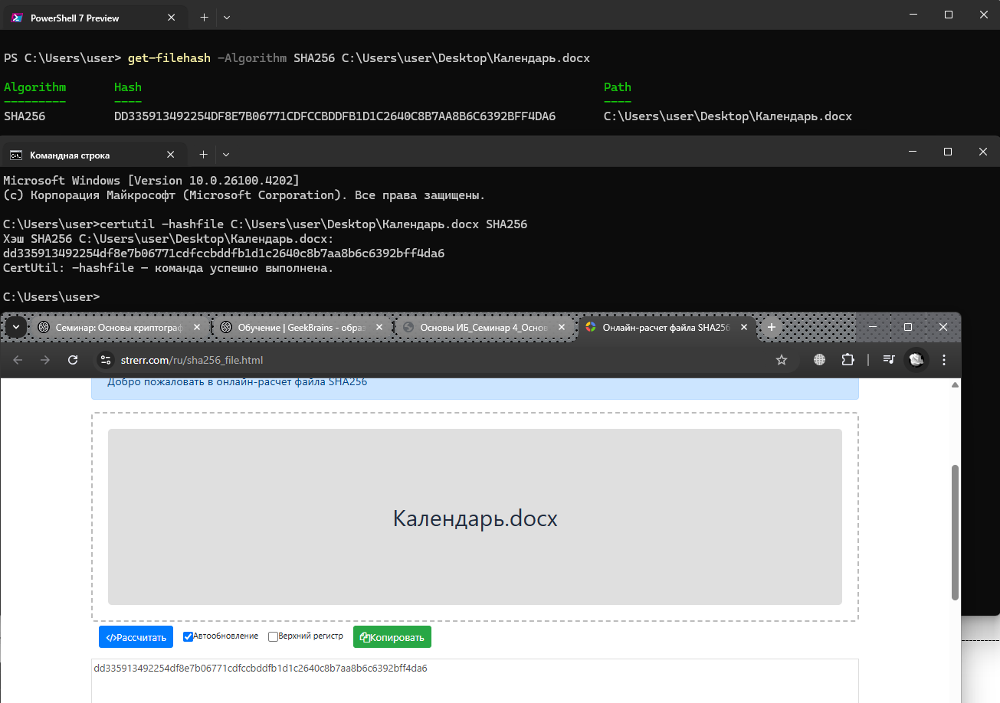 PowerShell 7 Preview
PS C:\Users\user> get-filehash -Algorithm SHA256 C:\Users\user\Desktop\Календарь.docx
Algorithm Hash Path
--------- ---- ----
SHA256 DD335913492254DF8E7B06771CDFCCBDDFB1D1C2640C8B7AA8B6C6392BFF4DA6 C:\Users\user\Desktop\Календарь.docx
Командная строка
Microsoft Windows [Version 10.0.26100.4202]
(c) Корпорация Майкрософт (Microsoft Corporation). Все права защищены.
C:\Users\user>certutil -hashfile C:\Users\user\Desktop\Календарь.docx SHA256
Хэш SHA256 C:\Users\user\Desktop\Календарь.docx:
dd335913492254df8e7b06771cdfccbddfb1d1c2640c8b7aa8b6c6392bff4da6
CertUtil: -hashfile — команда успешно выполнена.
C:\Users\user>
Семинар: Основы криптограф Обучение | GeekBrains - образ Основы ИБ_Семинар 4_Основ Онлайн-расчет файла SHA256
strerr.com/ru/sha256_file.html
Добро пожаловать в онлайн-расчет файла SHA256
Календарь.docx
</>Рассчитать Автообновление Верхний регистр Копировать
dd335913492254df8e7b06771cdfccbddfb1d1c2640c8b7aa8b6c6392bff4da6